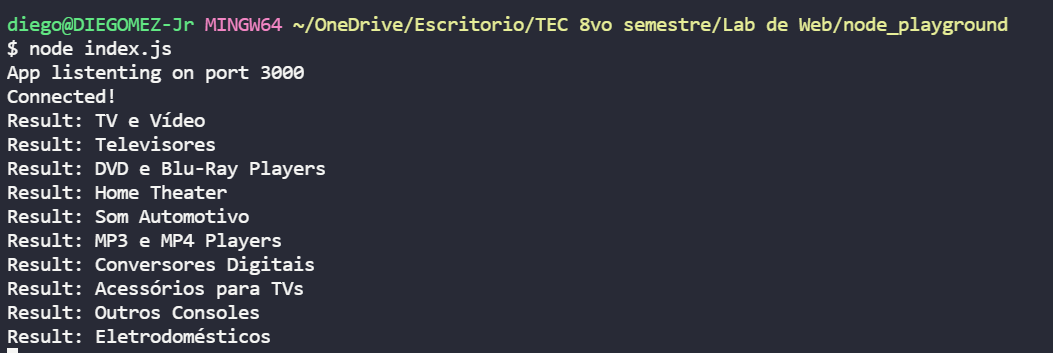 diego@DIEGOMEZ-Jr MINGW64 ~/OneDrive/Escritorio/TEC 8vo semestre/Lab de Web/node_playground
$ node index.js
App listenting on port 3000
Connected!
Result: TV e Vídeo
Result: Televisores
Result: DVD e Blu-Ray Players
Result: Home Theater
Result: Som Automotivo
Result: MP3 e MP4 Players
Result: Conversores Digitais
Result: Acessórios para TVs
Result: Outros Consoles
Result: Eletrodomésticos